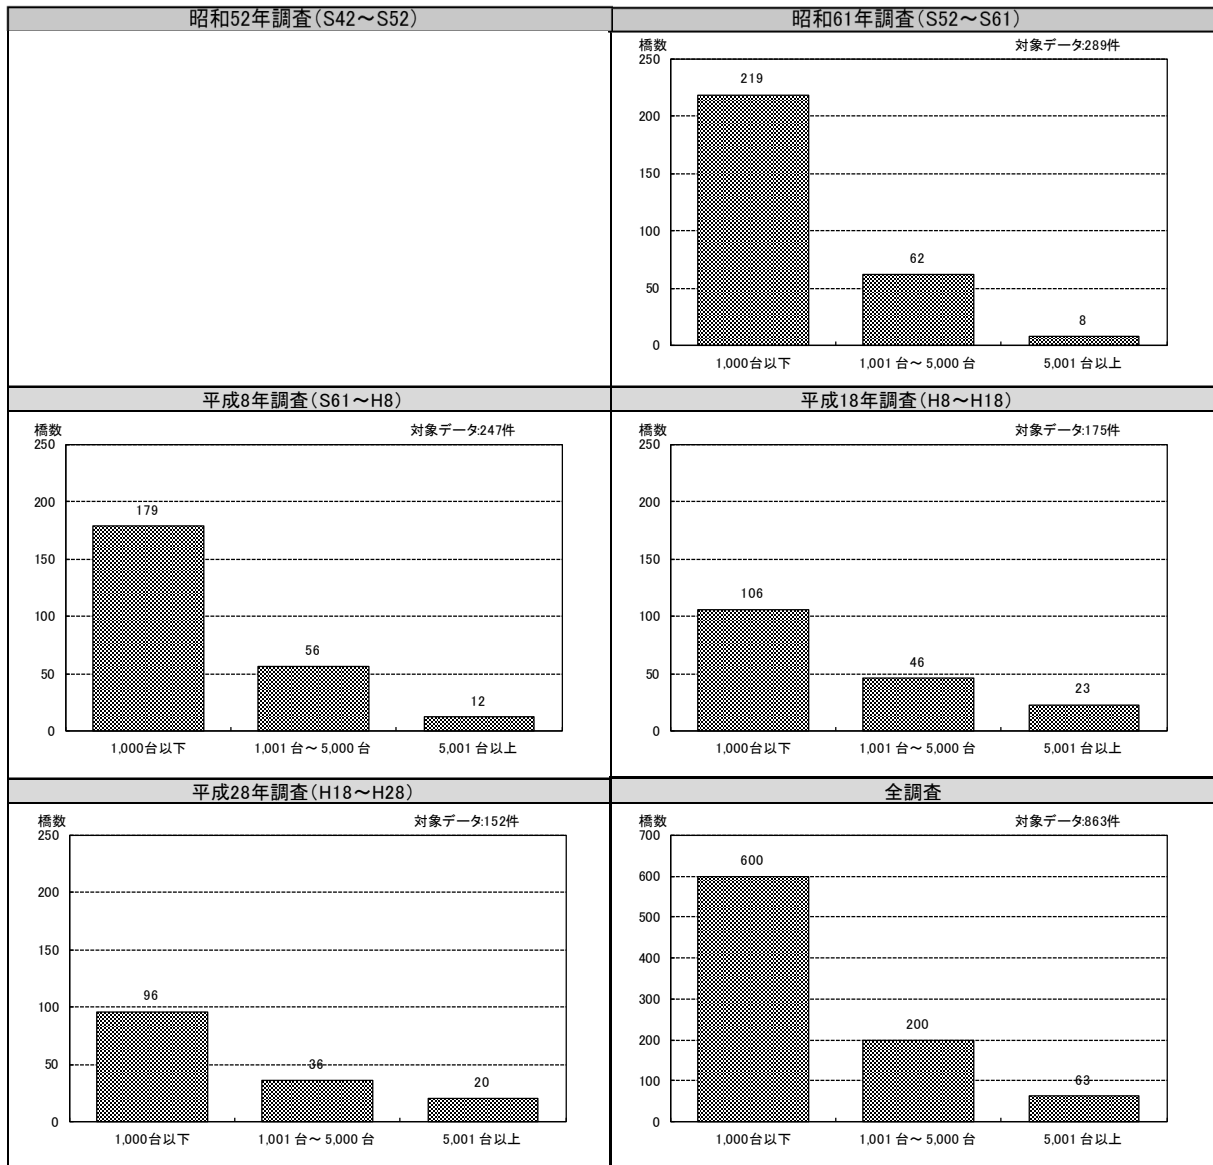 昭和52年調査(S42～S52)
昭和61年調査(S52～S61)
橋数
対象データ:289件
250
200
150
100
50
0
219
62
8
1,000台以下
1,001 台～ 5,000 台
5,001 台以上
平成8年調査(S61～H8)
橋数
対象データ:247件
250
200
150
100
50
0
179
56
12
1,000台以下
1,001 台～ 5,000 台
5,001 台以上
平成18年調査(H8～H18)
橋数
対象データ:175件
250
200
150
100
50
0
106
46
23
1,000台以下
1,001 台～ 5,000 台
5,001 台以上
平成28年調査(H18～H28)
橋数
対象データ:152件
250
200
150
100
50
0
96
36
20
1,000台以下
1,001 台～ 5,000 台
5,001 台以上
全調査
橋数
対象データ:863件
700
600
500
400
300
200
100
0
600
200
63
1,000台以下
1,001 台～ 5,000 台
5,001 台以上